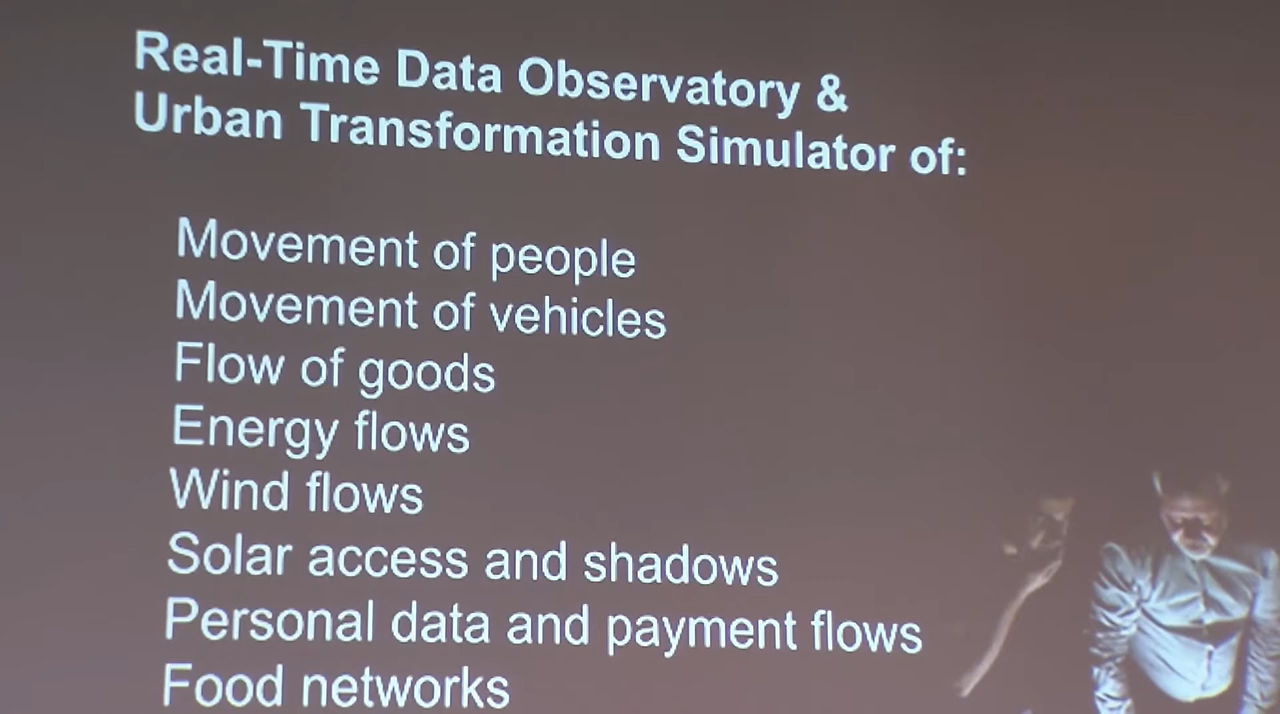 Real-Time Data Observatory &
Urban Transformation Simulator of:
Movement of people
Movement of vehicles
Flow of goods
Energy flows
Wind flows
Solar access and shadows
Personal data and payment flows
Food networks